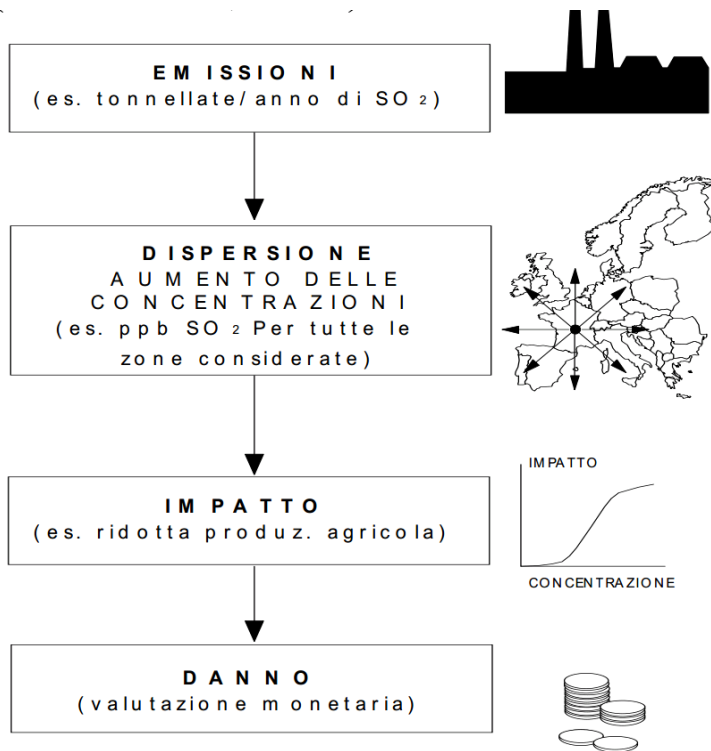 EMISSIONI
(es. tonnellate/anno di SO2)
DISPERSIONE
AUMENTO DELLE
CONCENTRAZIONI
(es. ppb SO2 Per tutte le
zone considerate)
IMPATTO
(es. ridotta produz. agricola)
IMPATTO
CONCENTRAZIONE
DANNO
(valutazione monetaria)